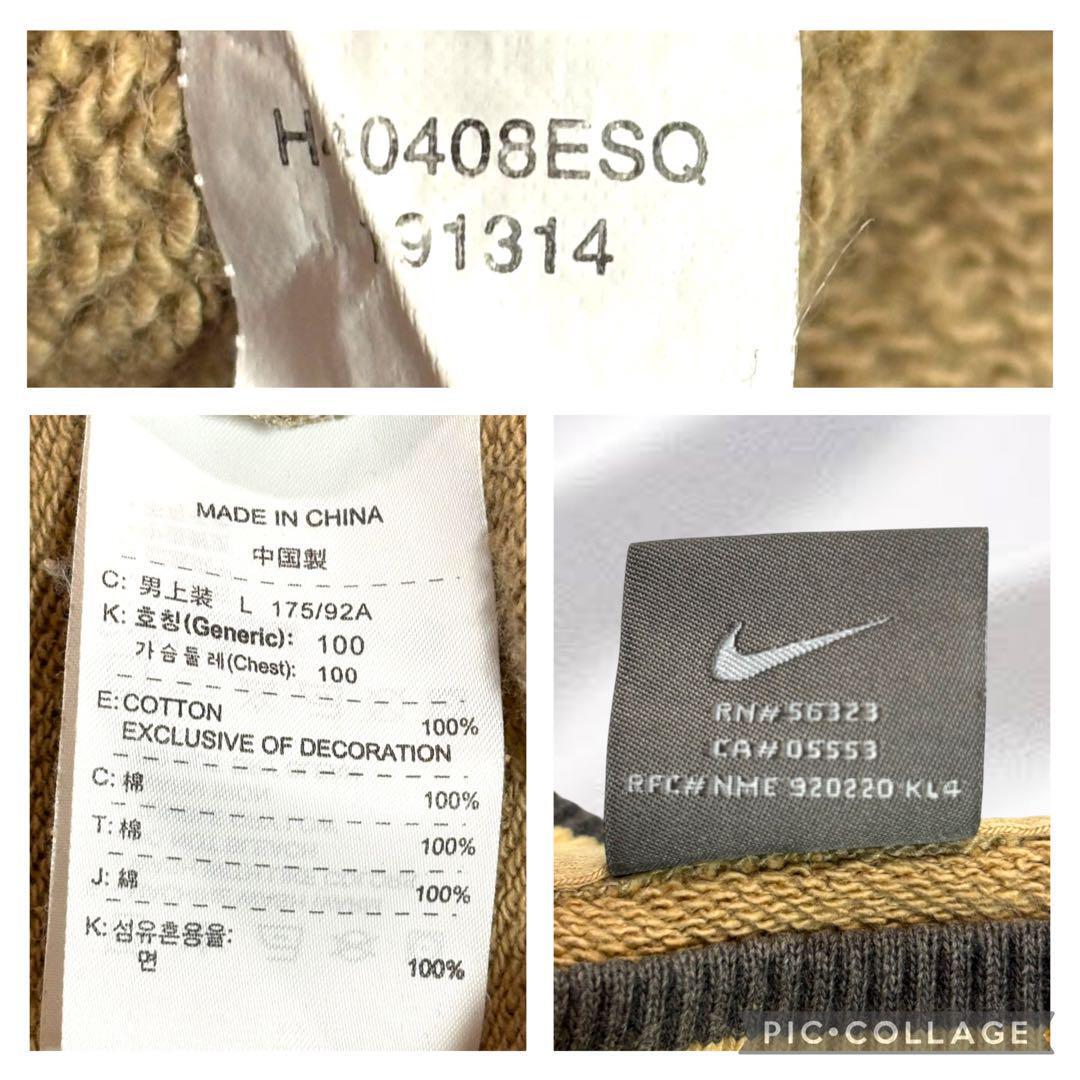 0408ESQ
91314
MADE IN CHINA
中国製
C: 男上装 L 175/92A
K: 호칭(Generic): 100
가슴둘레(Chest): 100
E: COTTON 100%
EXCLUSIVE OF DECORATION
C: 棉 100%
T: 棉 100%
J: 綿 100%
K: 섬유혼용율:
면 100%
RN# 56323
CA# 05553
RFC# NME 920220 KL4
PIC•COLLAGE